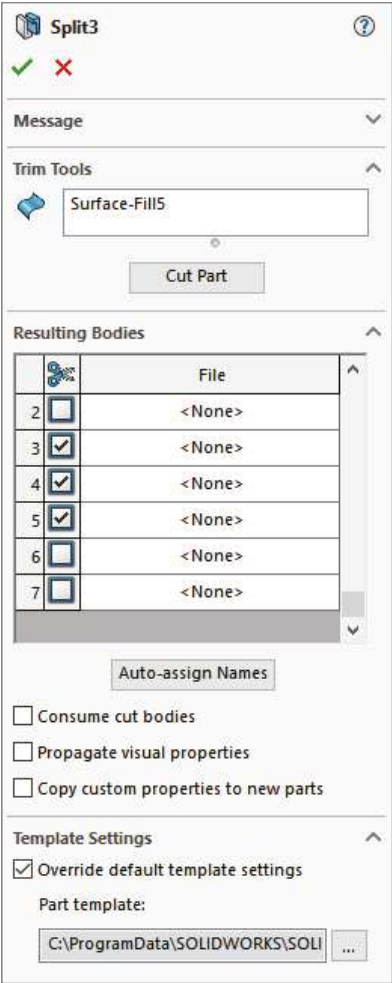 Split3
Message
Trim Tools
Surface-Fill5
Cut Part
Resulting Bodies
File
2 <None>
3 <None>
4 <None>
5 <None>
6 <None>
7 <None>
Auto-assign Names
Consume cut bodies
Propagate visual properties
Copy custom properties to new parts
Template Settings
Override default template settings
Part template:
C:\ProgramData\SOLIDWORKS\SOLI ...